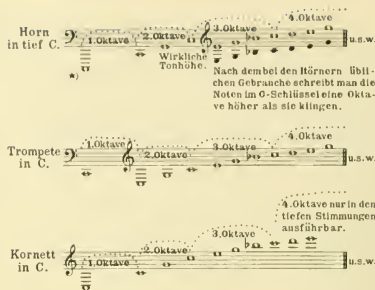 Horn
in tief C.
1.Oktave
2.Oktave
3.Oktave
4.Oktave
u.s.w.
*)
Wirkliche
Tonhöhe.
Nach dem bei den Hörnern übli-
chen Gebrauche schreibt man die
Noten im G-Schlüssel eine Okta-
ve höher als sie klingen.
Trompete
in C.
1.Oktave
2.Oktave
3.Oktave
4.Oktave
u.s.w.
Kornett
in C.
1.Oktave
2.Oktave
3.Oktave
4.Oktave nur in den
tiefen Stimmungen
ausführbar.
u.s.w.